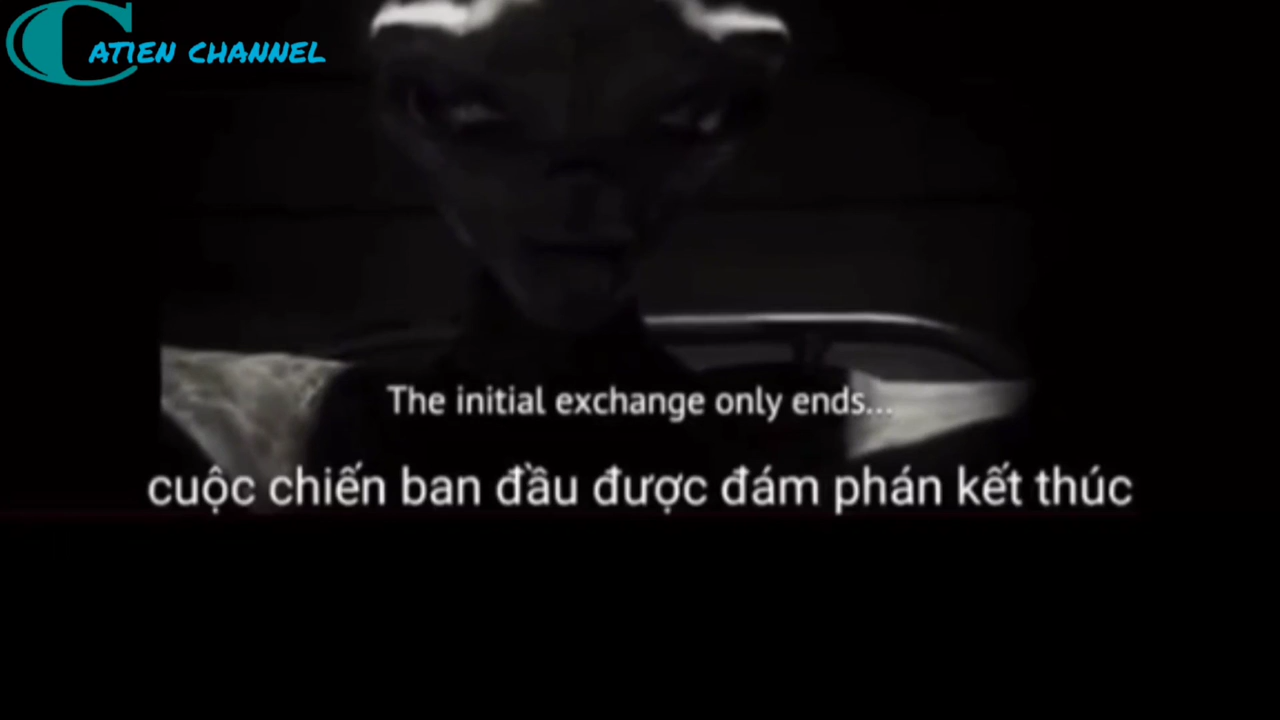 CATIEN CHANNEL
The initial exchange only ends...
cuộc chiến ban đầu được đám phán kết thúc